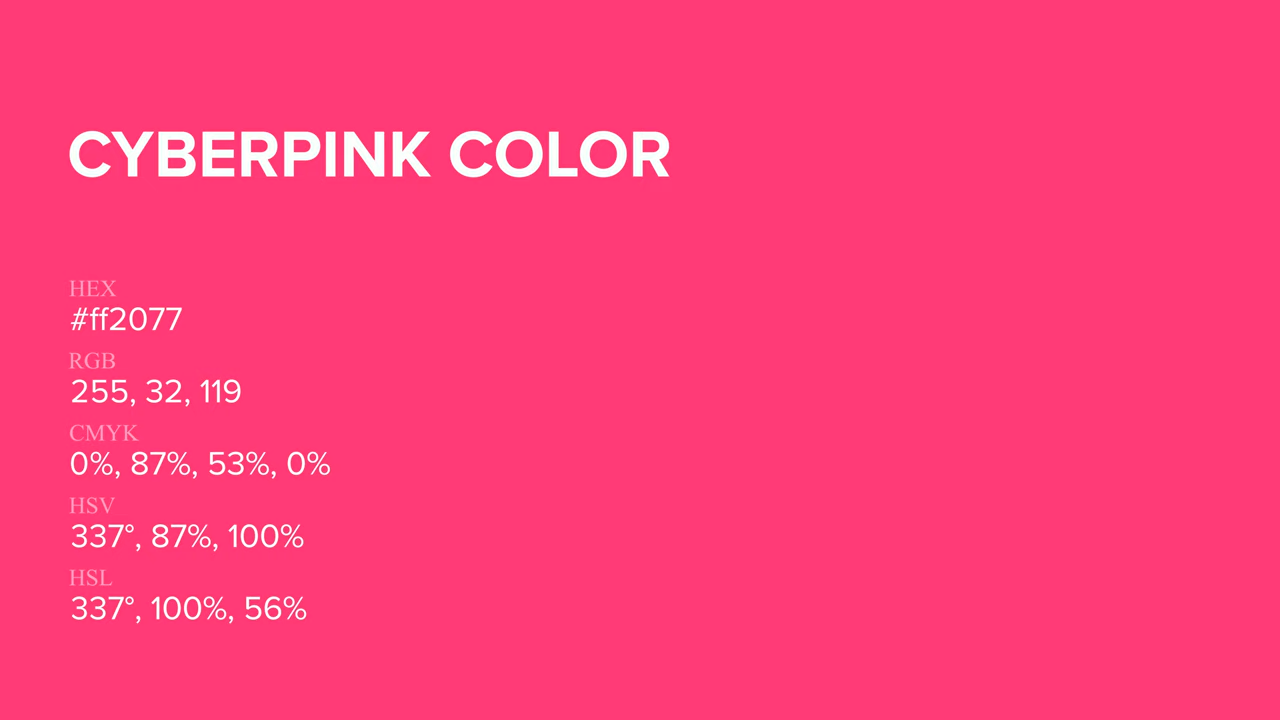 CYBERPINK COLOR
HEX
#ff2077
RGB
255, 32, 119
CMYK
0%, 87%, 53%, 0%
HSV
337°, 87%, 100%
HSL
337°, 100%, 56%